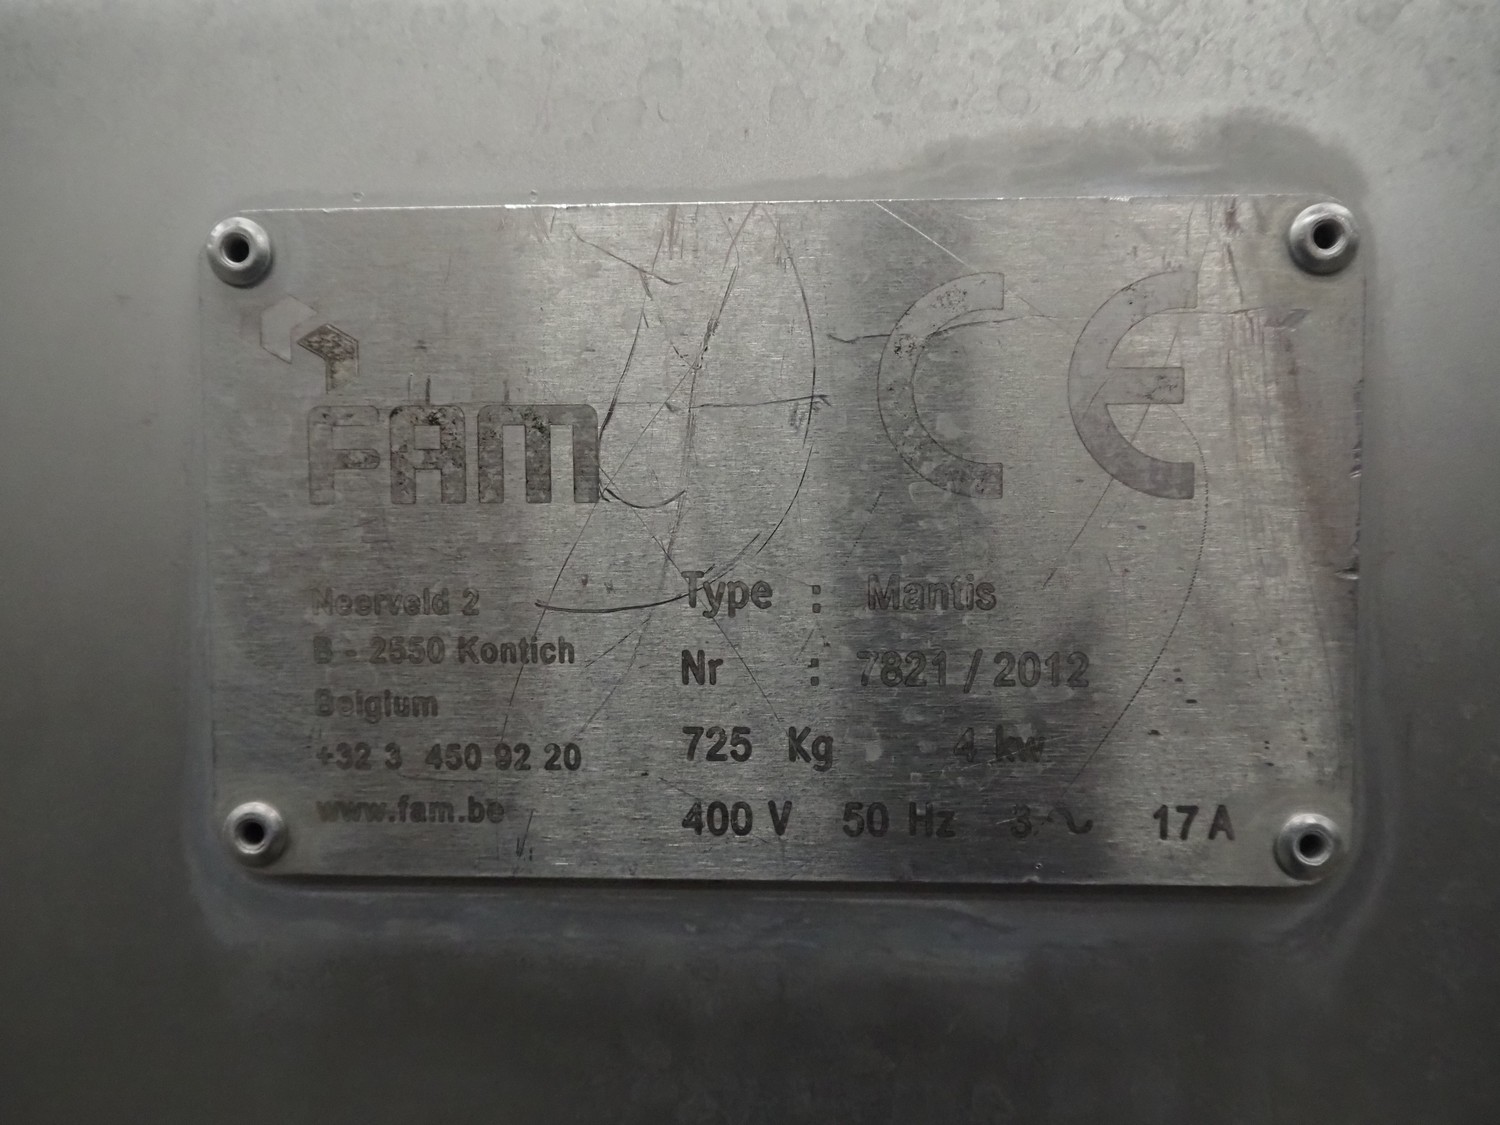 FAM
CE
Neerveld 2
B - 2550 Kontich
Belgium
+32 3 450 92 20
www.fam.be
Type : Mantis
Nr : 7821 / 2012
725 Kg 4 kw
400 V 50 Hz 3 ~ 17 A